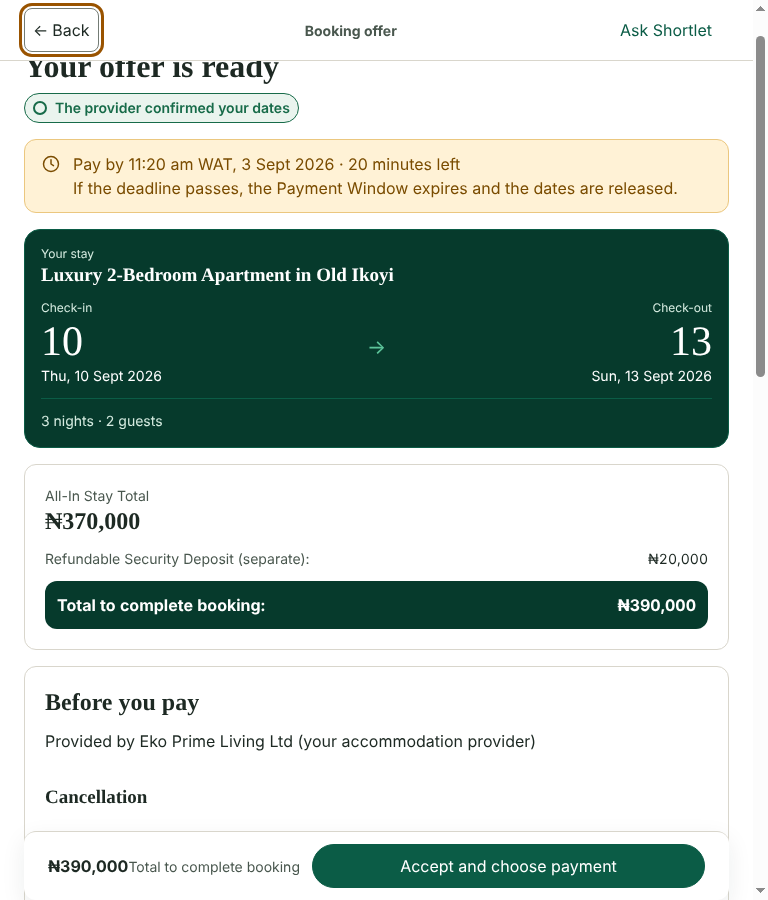 ← Back
Booking offer
Ask Shortlet
Your offer is ready
The provider confirmed your dates
Pay by 11:20 am WAT, 3 Sept 2026 · 20 minutes left
If the deadline passes, the Payment Window expires and the dates are released.
Your stay
Luxury 2-Bedroom Apartment in Old Ikoyi
Check-in
Check-out
10
→
13
Thu, 10 Sept 2026
Sun, 13 Sept 2026
3 nights · 2 guests
All-In Stay Total
₦370,000
Refundable Security Deposit (separate):
₦20,000
Total to complete booking:
₦390,000
Before you pay
Provided by Eko Prime Living Ltd (your accommodation provider)
Cancellation
₦390,000Total to complete booking
Accept and choose payment